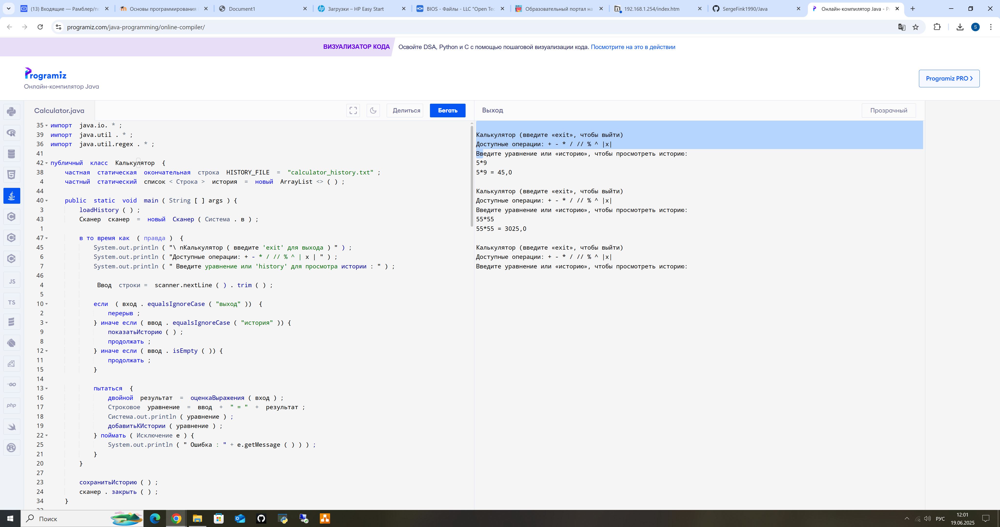 (13) Входящие — Рамблер/по
Основы программирования
Document1
Загрузки – HP Easy Start
BIOS - Файлы - LLC "Open Tec
Образовательный портал на
192.168.1.254/index.htm
SergeFink1990/Java
Онлайн-компилятор Java - Pr
programiz.com/java-programming/online-compiler/
S
ВИЗУАЛИЗАТОР КОДА
Освойте DSA, Python и C с помощью пошаговой визуализации кода. Посмотрите на это в действии
Programiz
Онлайн-компилятор Java
Programiz PRO
Calculator.java
Делиться
Бегать
Выход
Прозрачный
35 импорт java.io. * ;
39 импорт java.util . * ;
36 импорт java.util.regex . * ;
41
42 публичный класс Калькулятор {
38 частная статическая окончательная строка HISTORY_FILE = "calculator_history.txt" ;
4 частный статический список < Строка > история = новый ArrayList <> ( ) ;
44
40 public static void main ( String [ ] args ) {
3 loadHistory ( ) ;
43 Сканер сканер = новый Сканер ( Система . в ) ;
1
47 в то время как ( правда ) {
45 System.out.println ( "\ nКалькулятор ( введите 'exit' для выхода ) " ) ;
6 System.out.println ( "Доступные операции: + - * / // % ^ | x | " ) ;
7 System.out.println ( " Введите уравнение или 'history' для просмотра истории : " ) ;
46
4 Ввод строки = scanner.nextLine ( ) . trim ( ) ;
5
10 если ( вход . equalsIgnoreCase ( "выход" )) {
2 перерыв ;
3 } иначе если ( ввод . equalsIgnoreCase ( "история" )) {
9 показатьИсторию ( ) ;
8 продолжать ;
12 } иначе если ( ввод . isEmpty ( )) {
11 продолжать ;
15 }
14
13 пытаться {
16 двойной результат = оценкаВыражения ( вход ) ;
17 Строковое уравнение = ввод + " = " + результат ;
18 Система.out.println ( уравнение ) ;
19 добавитьКИстории ( уравнение ) ;
22 } поймать ( Исключение e ) {
25 System.out.println ( " Ошибка : " + e.getMessage ( ) ) ) ;
21 }
20 }
27
23 сохранитьИсторию ( ) ;
24 сканер . закрыть ( ) ;
34 }
JS
TS
GO
php
Калькулятор (введите «exit», чтобы выйти)
Доступные операции: + - * / // % ^ |x|
Введите уравнение или «историю», чтобы просмотреть историю:
5*9
5*9 = 45,0
Калькулятор (введите «exit», чтобы выйти)
Доступные операции: + - * / // % ^ |x|
Введите уравнение или «историю», чтобы просмотреть историю:
55*55
55*55 = 3025,0
Калькулятор (введите «exit», чтобы выйти)
Доступные операции: + - * / // % ^ |x|
Введите уравнение или «историю», чтобы просмотреть историю:
Поиск
РУС
12:01
19.06.2025